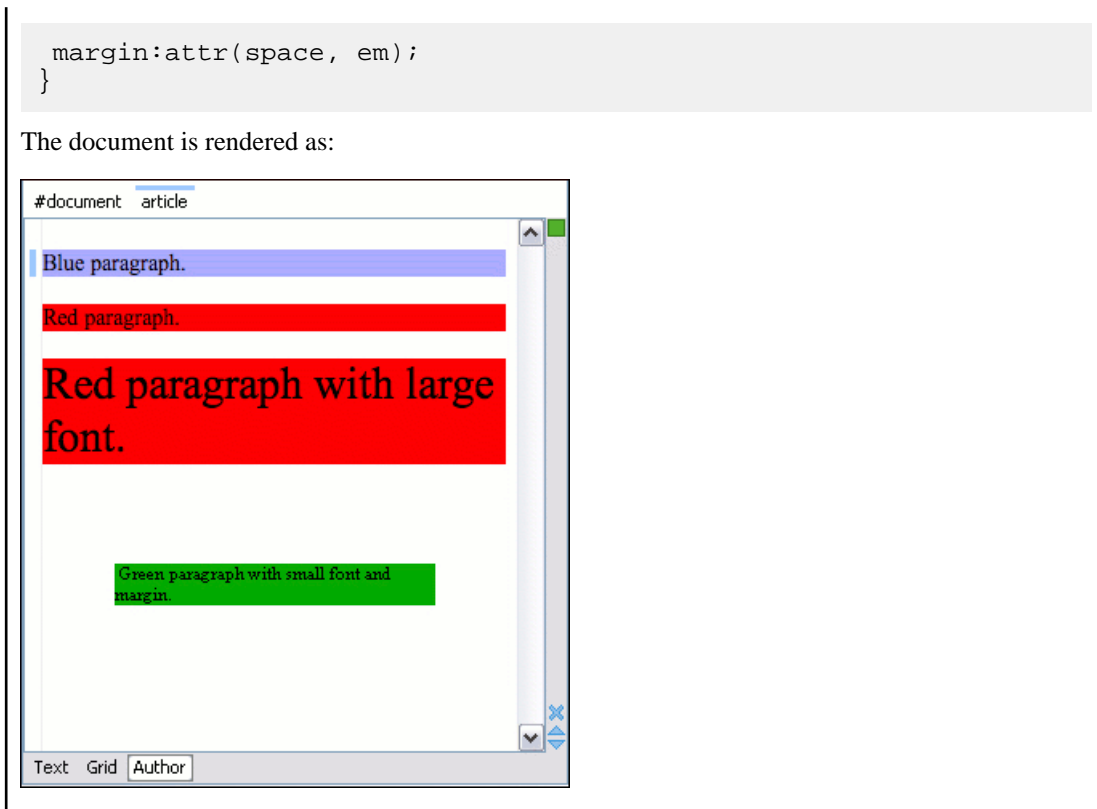 margin:attr(space, em);
}
The document is rendered as:
#document article
Blue paragraph.
Red paragraph.
Red paragraph with large
font.
Green paragraph with small font and
margin.
Text Grid Author